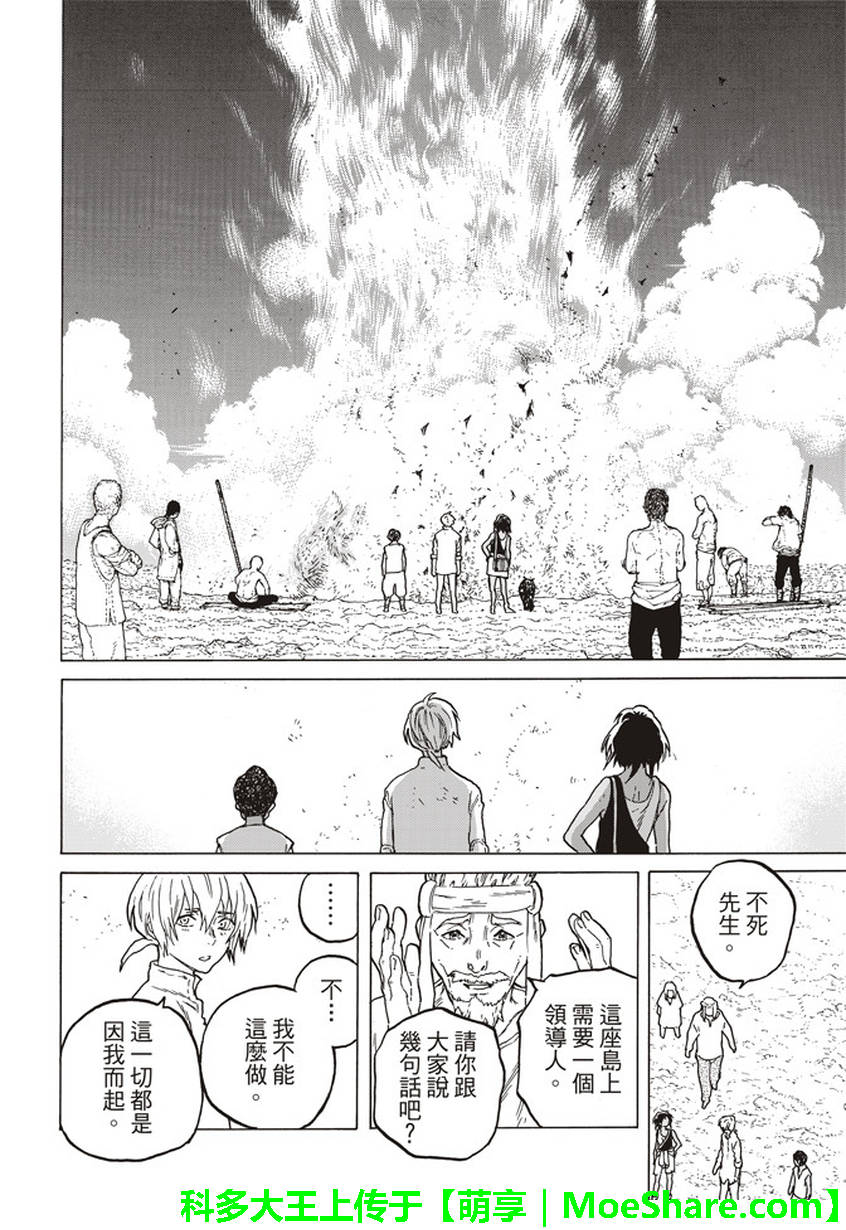 不死
先生。
這座島上
需要一個
領導人。
請你跟
大家說
幾句話吧？
……
不…
我不能
這麼做。
這一切都是
因我而起。
科多大王上传于【萌享｜MoeShare.com】